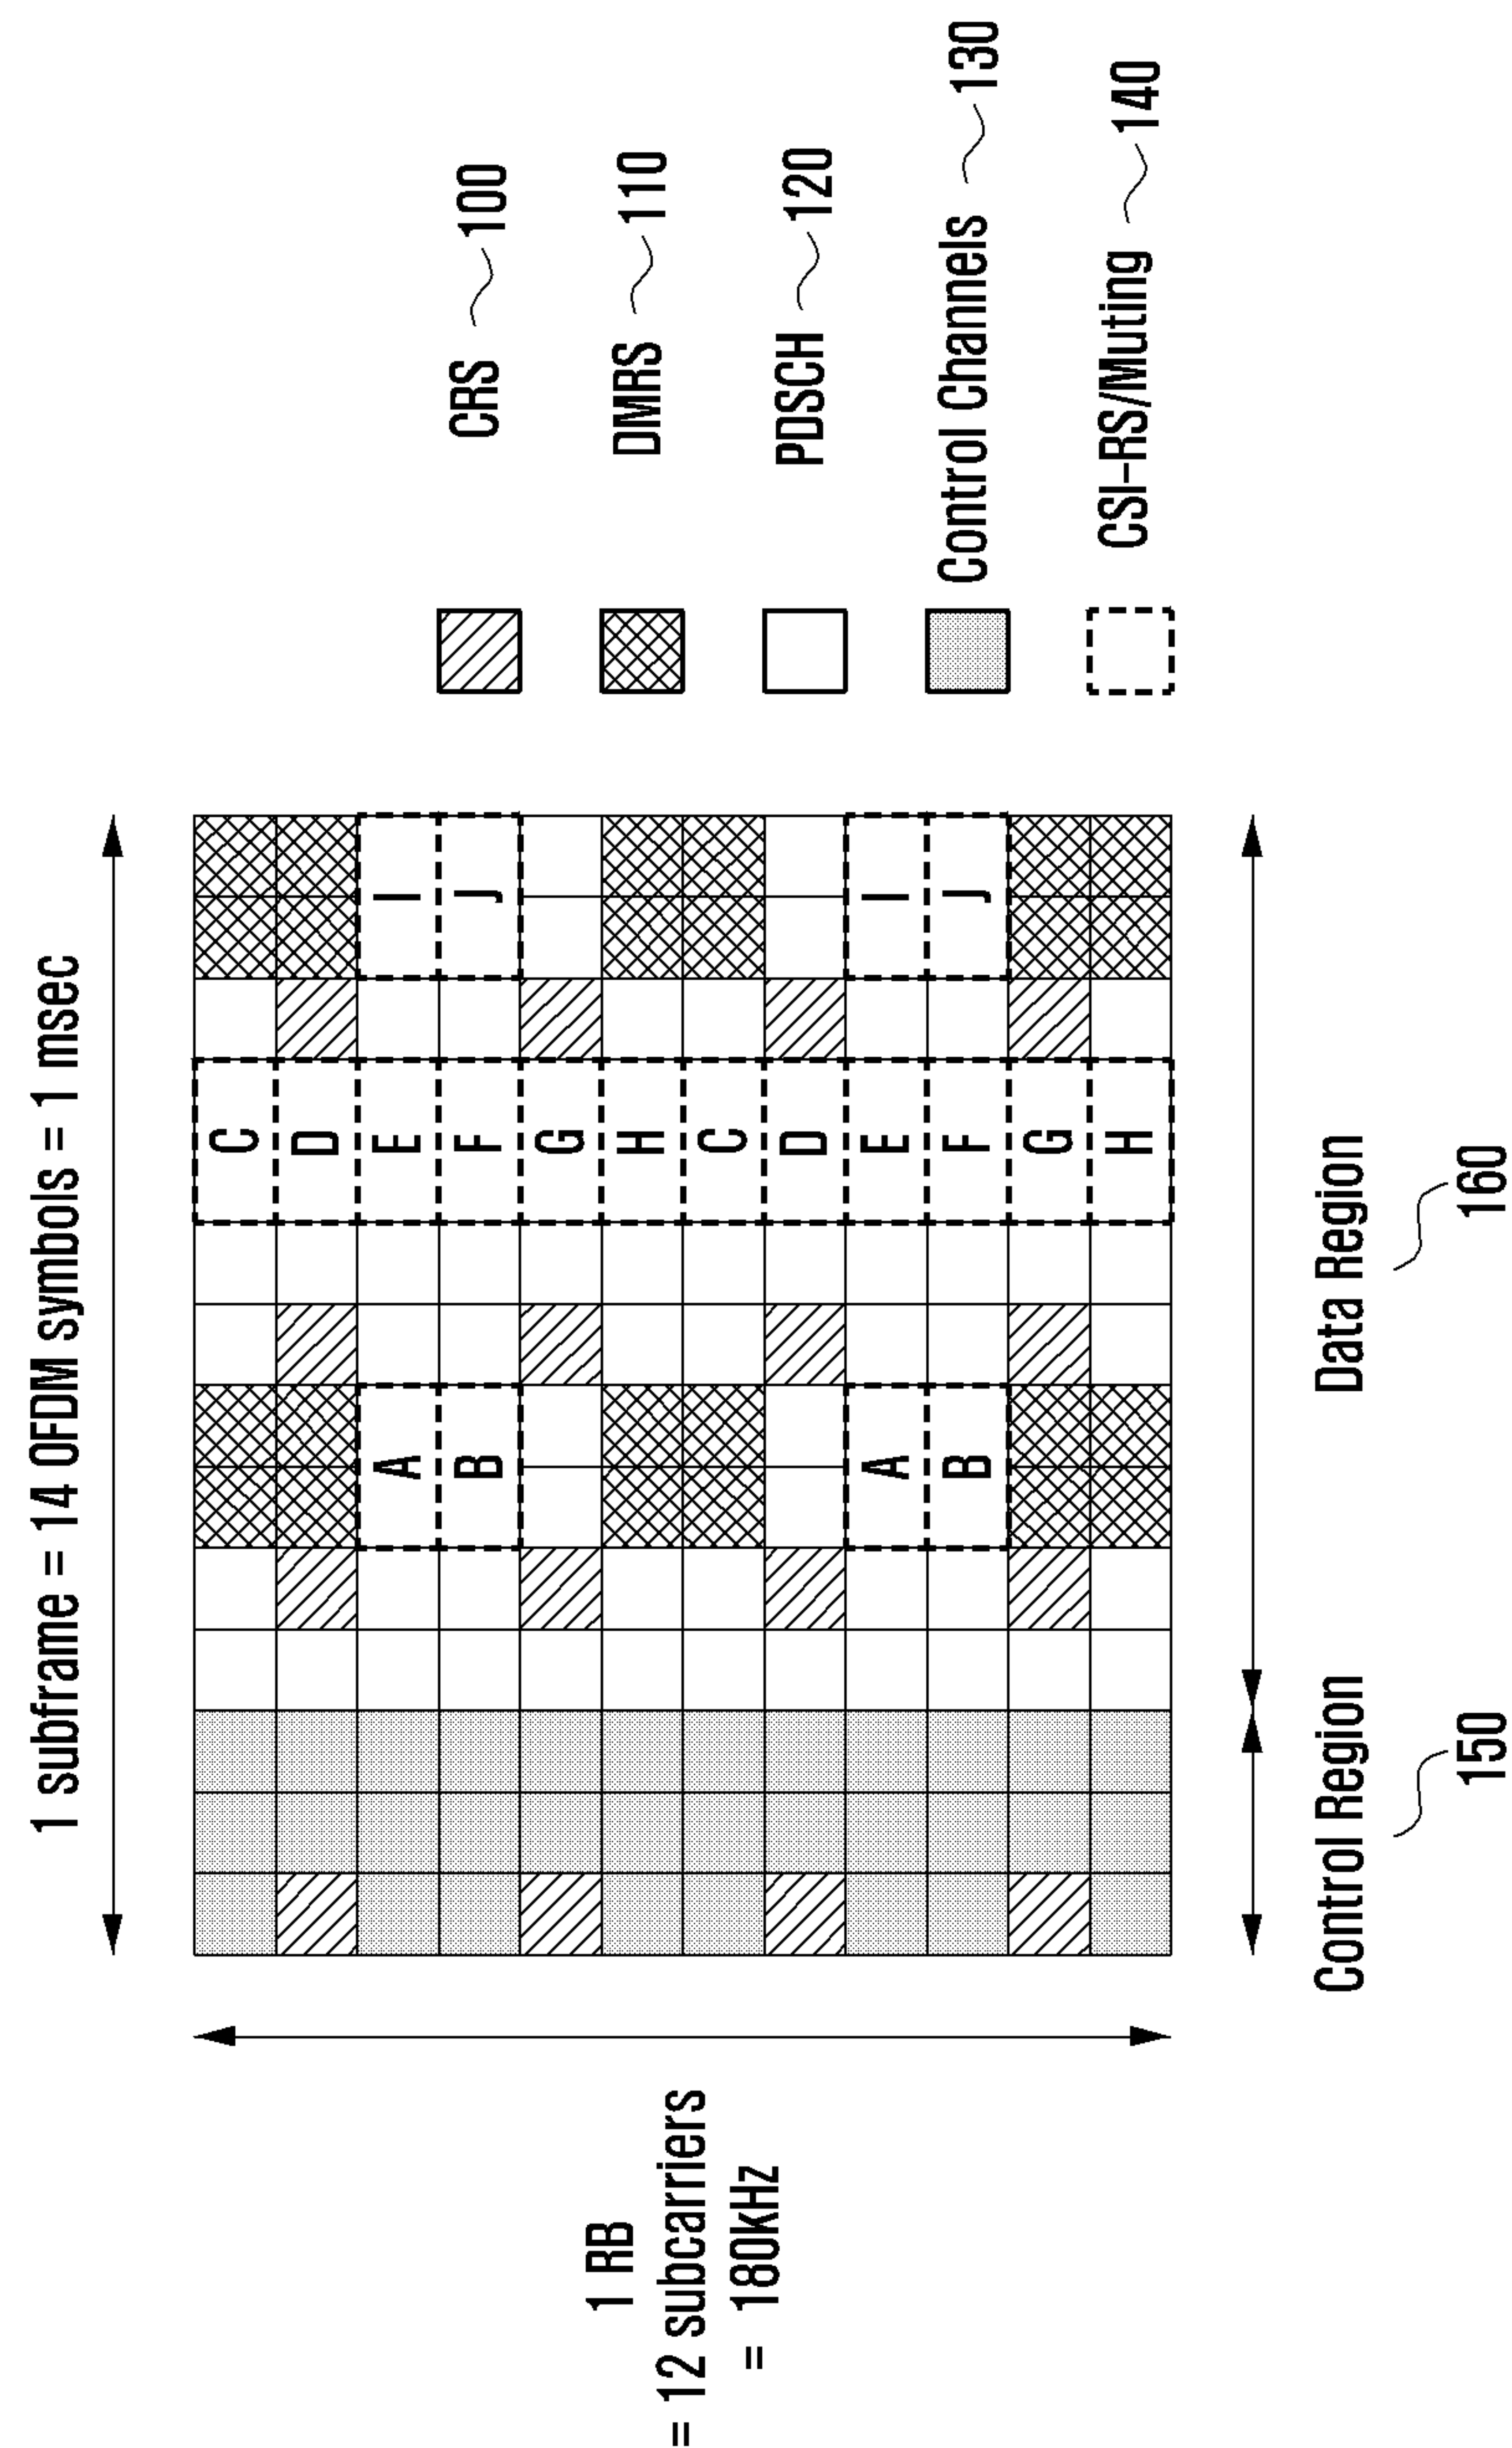 1 subframe = 14 OFDM symbols = 1 msec
C
D
A E I
B F J
G
H
C
D
A E I
B F J
G
H
1 RB
= 12 subcarriers
= 180KHz
CRS 100
DMRS 110
PDSCH 120
Control Channels 130
CSI-RS/Muting 140
Control Region
150
Data Region
160